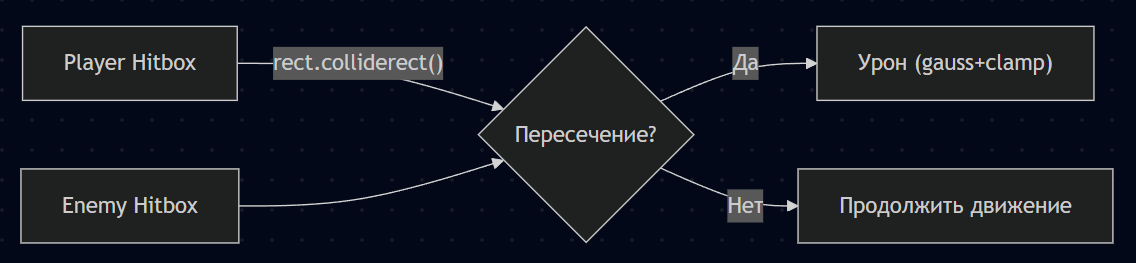 Player Hitbox
rect.colliderect()
Да
Урон (gauss+clamp)
Пересечение?
Enemy Hitbox
Нет
Продолжить движение